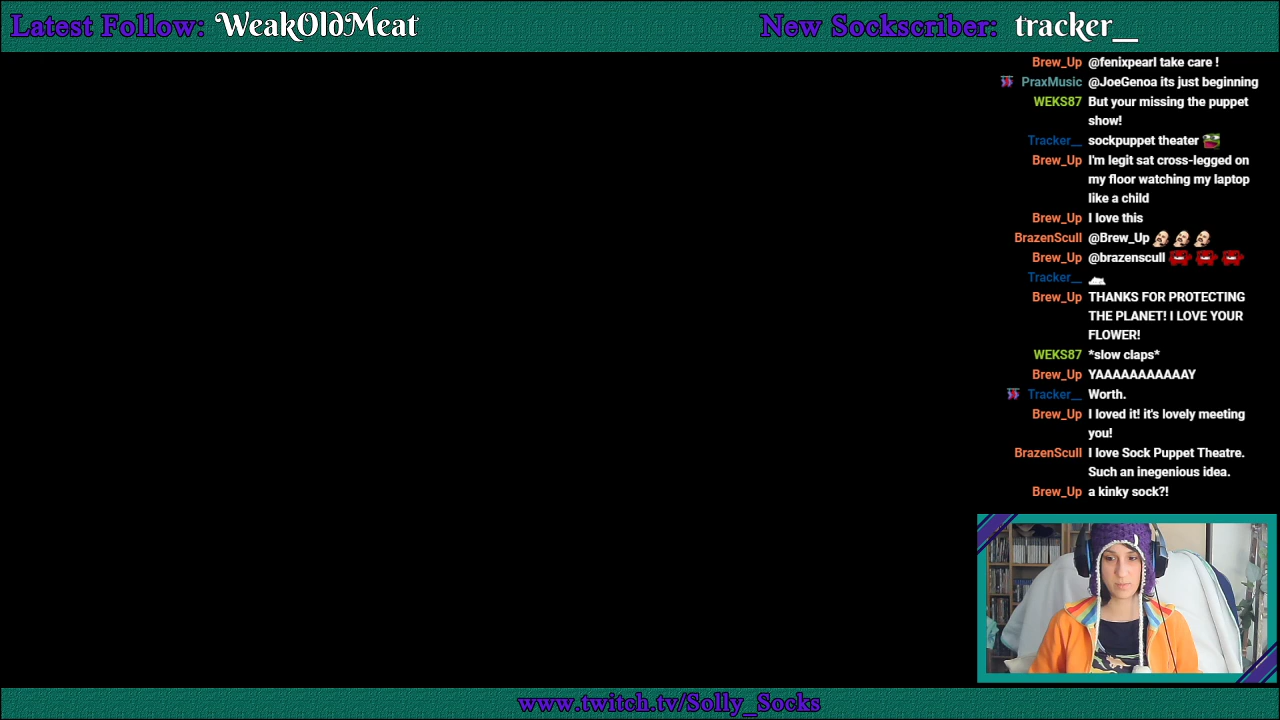 Latest Follow: WeakOldMeat
New Sockscriber: tracker__
Brew_Up @fenixpearl take care !
PraxMusic @JoeGenoa its just beginning
WEKS87 But your missing the puppet
show!
Tracker__ sockpuppet theater
Brew_Up I'm legit sat cross-legged on
my floor watching my laptop
like a child
Brew_Up I love this
BrazenScull @Brew_Up
Brew_Up @brazenscull
Tracker__
Brew_Up THANKS FOR PROTECTING
THE PLANET! I LOVE YOUR
FLOWER!
WEKS87 *slow claps*
Brew_Up YAAAAAAAAAAAY
Tracker__ Worth.
Brew_Up I loved it! it's lovely meeting
you!
BrazenScull I love Sock Puppet Theatre.
Such an inegenious idea.
Brew_Up a kinky sock?!
www.twitch.tv/Solly_Socks